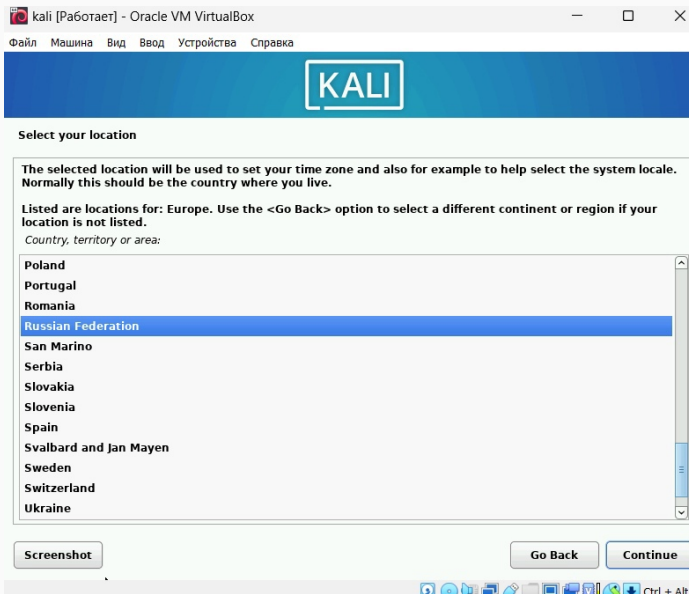 kali [Работает] - Oracle VM VirtualBox
Файл Машина Вид Ввод Устройства Справка
KALI
Select your location
The selected location will be used to set your time zone and also for example to help select the system locale.
Normally this should be the country where you live.
Listed are locations for: Europe. Use the <Go Back> option to select a different continent or region if your
location is not listed.
Country, territory or area:
Poland
Portugal
Romania
Russian Federation
San Marino
Serbia
Slovakia
Slovenia
Spain
Svalbard and Jan Mayen
Sweden
Switzerland
Ukraine
Screenshot
Go Back
Continue
Ctrl + Alt